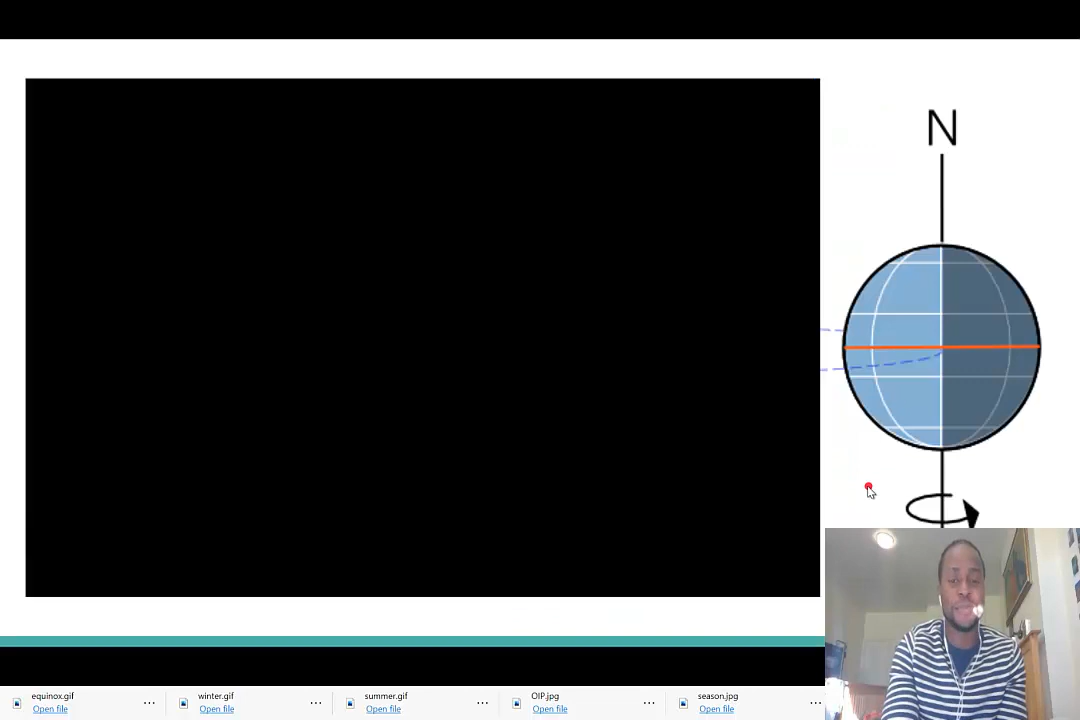 N
equinox.gif
Open file
winter.gif
Open file
summer.gif
Open file
OIP.jpg
Open file
season.jpg
Open file